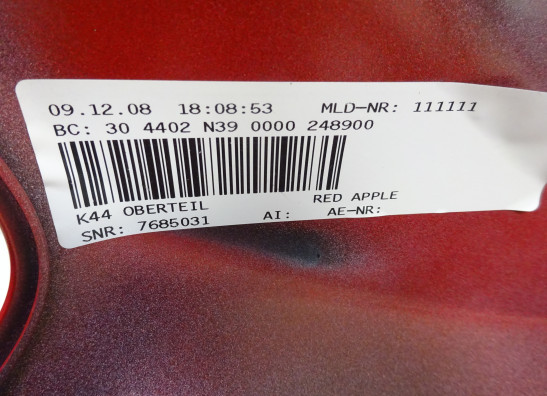 09.12.08 18:08:53 MLD-NR: 111111
BC: 30 4402 N39 0000 248900
K44 OBERTEIL RED APPLE
SNR: 7685031 AI: AE-NR: